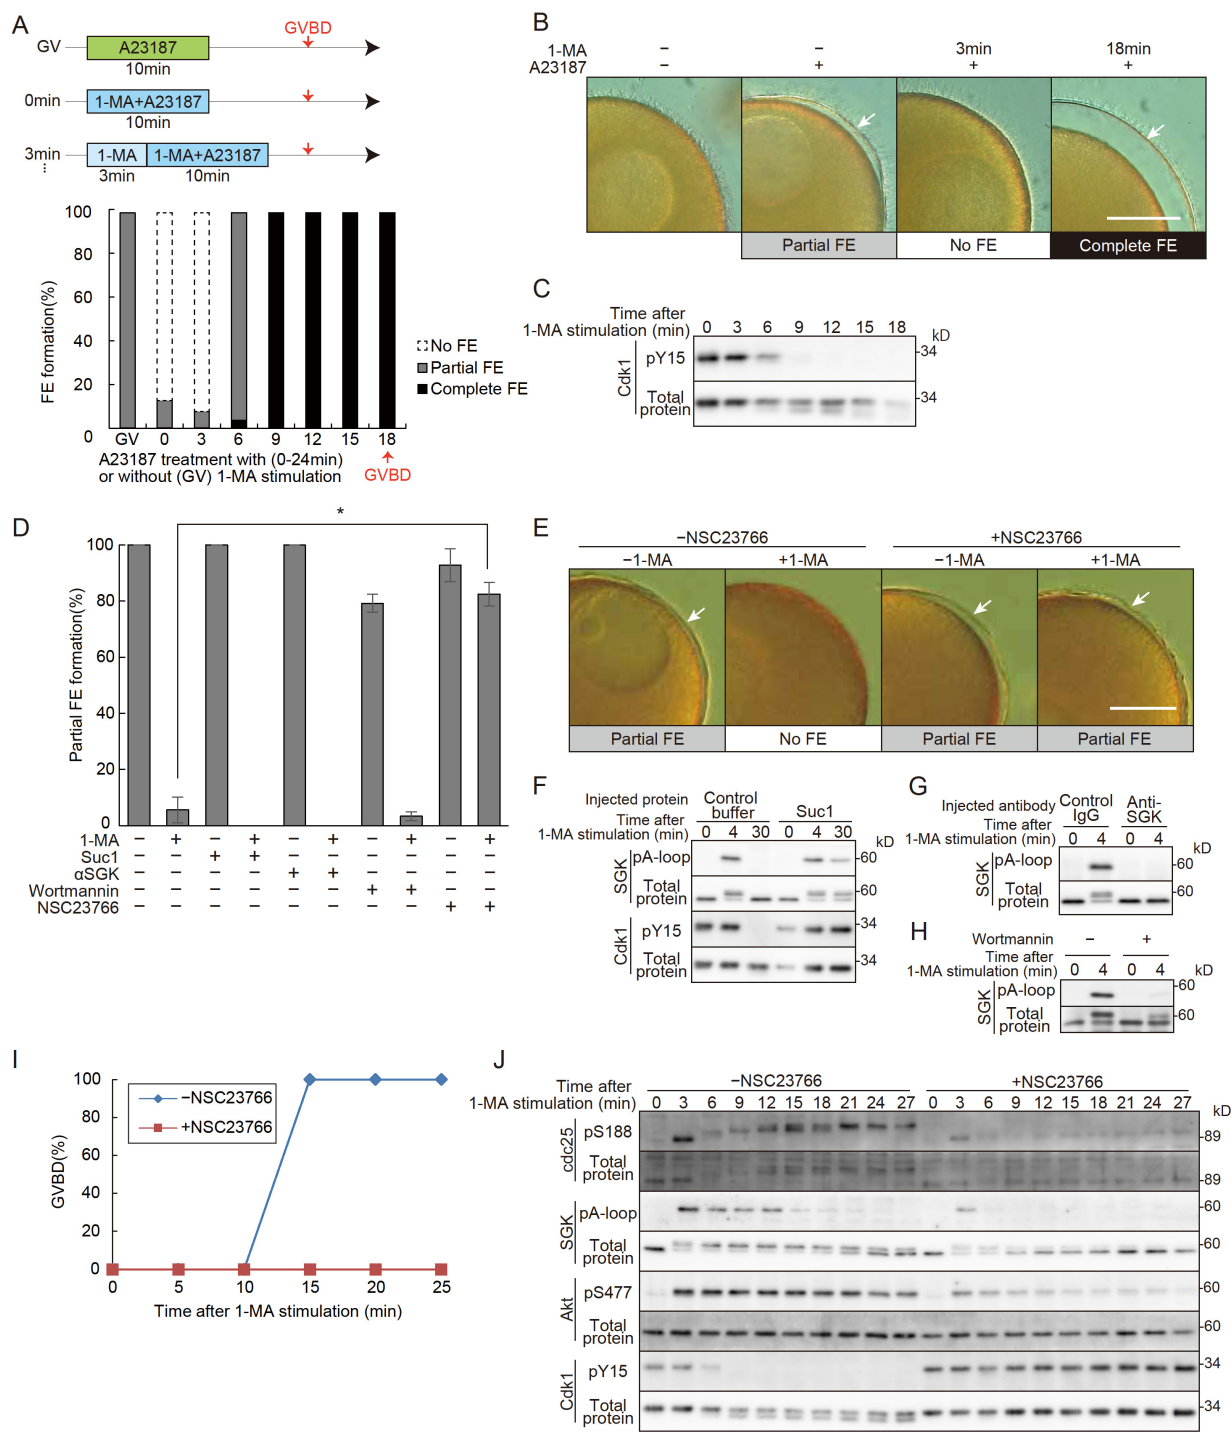 A
GVBD
GV
A23187
10min
0min
1-MA+A23187
10min
3min
1-MA
1-MA+A23187
3min
10min
FE formation(%)
100
80
60
40
20
0
GV 0 3 6 9 12 15 18
No FE
Partial FE
Complete FE
A23187 treatment with (0-24min)
or without (GV) 1-MA stimulation
GVBD
B
1-MA − − 3min 18min
A23187 − + + +
Partial FE No FE Complete FE
C
Time after
1-MA stimulation (min) 0 3 6 9 12 15 18
kD
Cdk1
pY15
-34
Total
protein
-34
D
*
Partial FE formation(%)
100
80
60
40
20
0
1-MA − + − + − + − + − +
Suc1 − − + + − − − − − −
αSGK − − − − + + − − − −
Wortmannin − − − − − − + + − −
NSC23766 − − − − − − − − + +
E
−NSC23766 +NSC23766
−1-MA +1-MA −1-MA +1-MA
Partial FE No FE Partial FE Partial FE
F
Injected protein Control
buffer Suc1
Time after
1-MA stimulation (min) 0 4 30 0 4 30
kD
SGK
pA-loop
-60
Total
protein
-60
Cdk1
pY15
-34
Total
protein
-34
G
Injected antibody Control
IgG
Anti-
SGK
Time after
1-MA stimulation (min) 0 4 0 4
kD
SGK
pA-loop
-60
Total
protein
-60
H
Wortmannin − +
Time after
1-MA stimulation (min) 0 4 0 4
kD
SGK
pA-loop
-60
Total
protein
-60
I
GVBD(%)
100
80
60
40
20
0
−NSC23766
+NSC23766
0 5 10 15 20 25
Time after 1-MA stimulation (min)
J
−NSC23766 +NSC23766
Time after
1-MA stimulation (min) 0 3 6 9 12 15 18 21 24 27 0 3 6 9 12 15 18 21 24 27
kD
cdc25
pS188
-89
Total
protein
-89
SGK
pA-loop
-60
Total
protein
-60
Akt
pS477
-60
Total
protein
-60
Cdk1
pY15
-34
Total
protein
-34